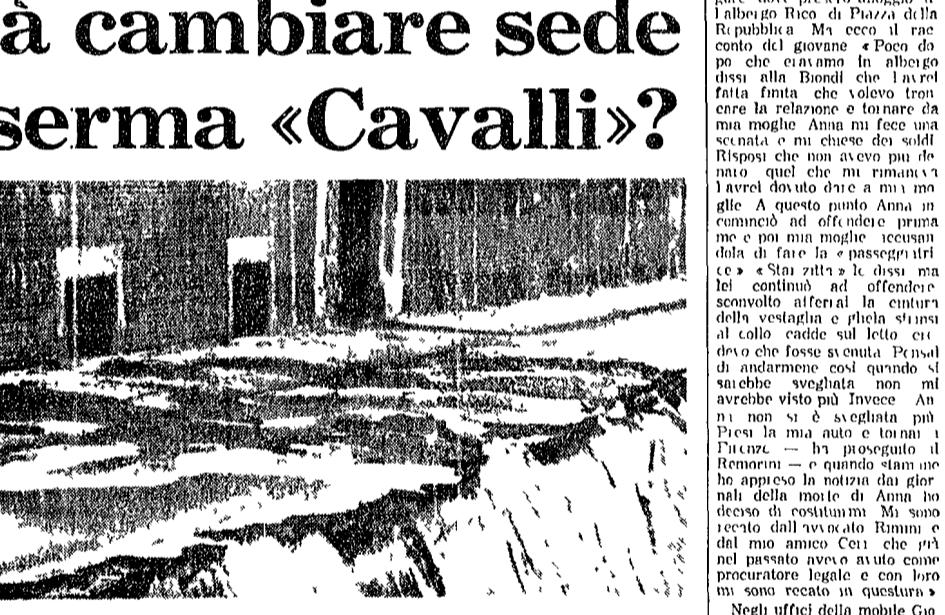 à cambiare sede
serma «Cavalli»?
l albergo Rico di Piazza della
Repubblica Ma ecco il rac
conto del giovane « Poco do
po che eravamo in albergo
dissi alla Biondi che l avrei
fatta finita che volevo tron
care la relazione e tornare da
mia moglie Anna mi fece una
scenata e mi chiese dei soldi
Risposi che non avevo più de
naro quel che mi rimaneva
l avrei dovuto dare a mia mo
glie A questo punto Anna in
cominciò ad offendere prima
me e poi mia moglie accusan
dola di fare la « passeggiatri
ce » « Stai zitta » le dissi ma
lei continuò ad offendere
sconvolto afferrai la cintura
della vestaglia e gliela strinsi
al collo cadde sul letto cre
devo che fosse svenuta Pensai
di andarmene così quando si
sarebbe svegliata non mi
avrebbe visto più Invece An
na non si è svegliata più
Presi la mia auto e tornai a
Firenze — ha proseguito il
Remorini — e quando stamane
ho appreso la notizia dai gior
nali della morte di Anna ho
deciso di costituirmi Mi sono
recato dall avvocato Rimini e
dal mio amico Ceri che già
nel passato avevo avuto come
procuratore legale e con loro
mi sono recato in questura »
Negli uffici della mobile Gio